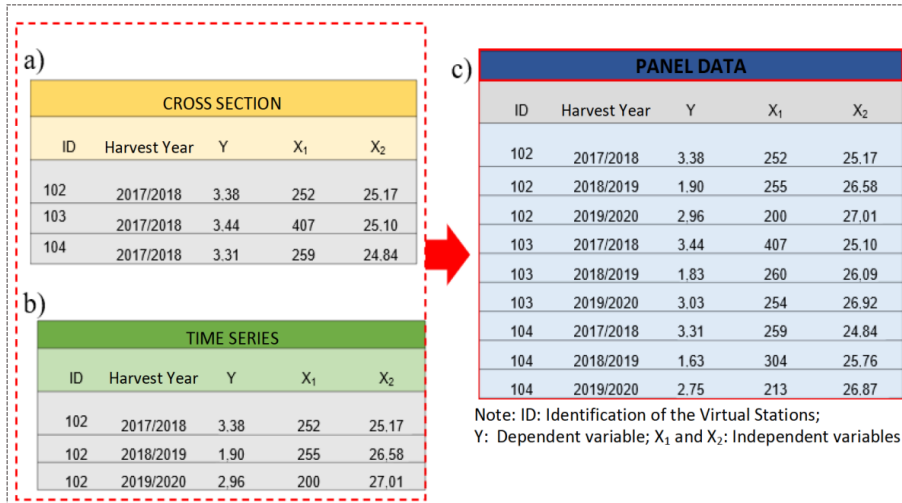 a)
CROSS SECTION
ID Harvest Year Y X₁ X₂
102 2017/2018 3.38 252 25.17
103 2017/2018 3.44 407 25.10
104 2017/2018 3.31 259 24.84
b)
TIME SERIES
ID Harvest Year Y X₁ X₂
102 2017/2018 3.38 252 25.17
102 2018/2019 1.90 255 26.58
102 2019/2020 2.96 200 27.01
c)
PANEL DATA
ID Harvest Year Y X₁ X₂
102 2017/2018 3.38 252 25.17
102 2018/2019 1.90 255 26.58
102 2019/2020 2.96 200 27.01
103 2017/2018 3.44 407 25.10
103 2018/2019 1.83 260 26.09
103 2019/2020 3.03 254 26.92
104 2017/2018 3.31 259 24.84
104 2018/2019 1.63 304 25.76
104 2019/2020 2.75 213 26.87
Note: ID: Identification of the Virtual Stations;
Y: Dependent variable; X₁ and X₂: Independent variables